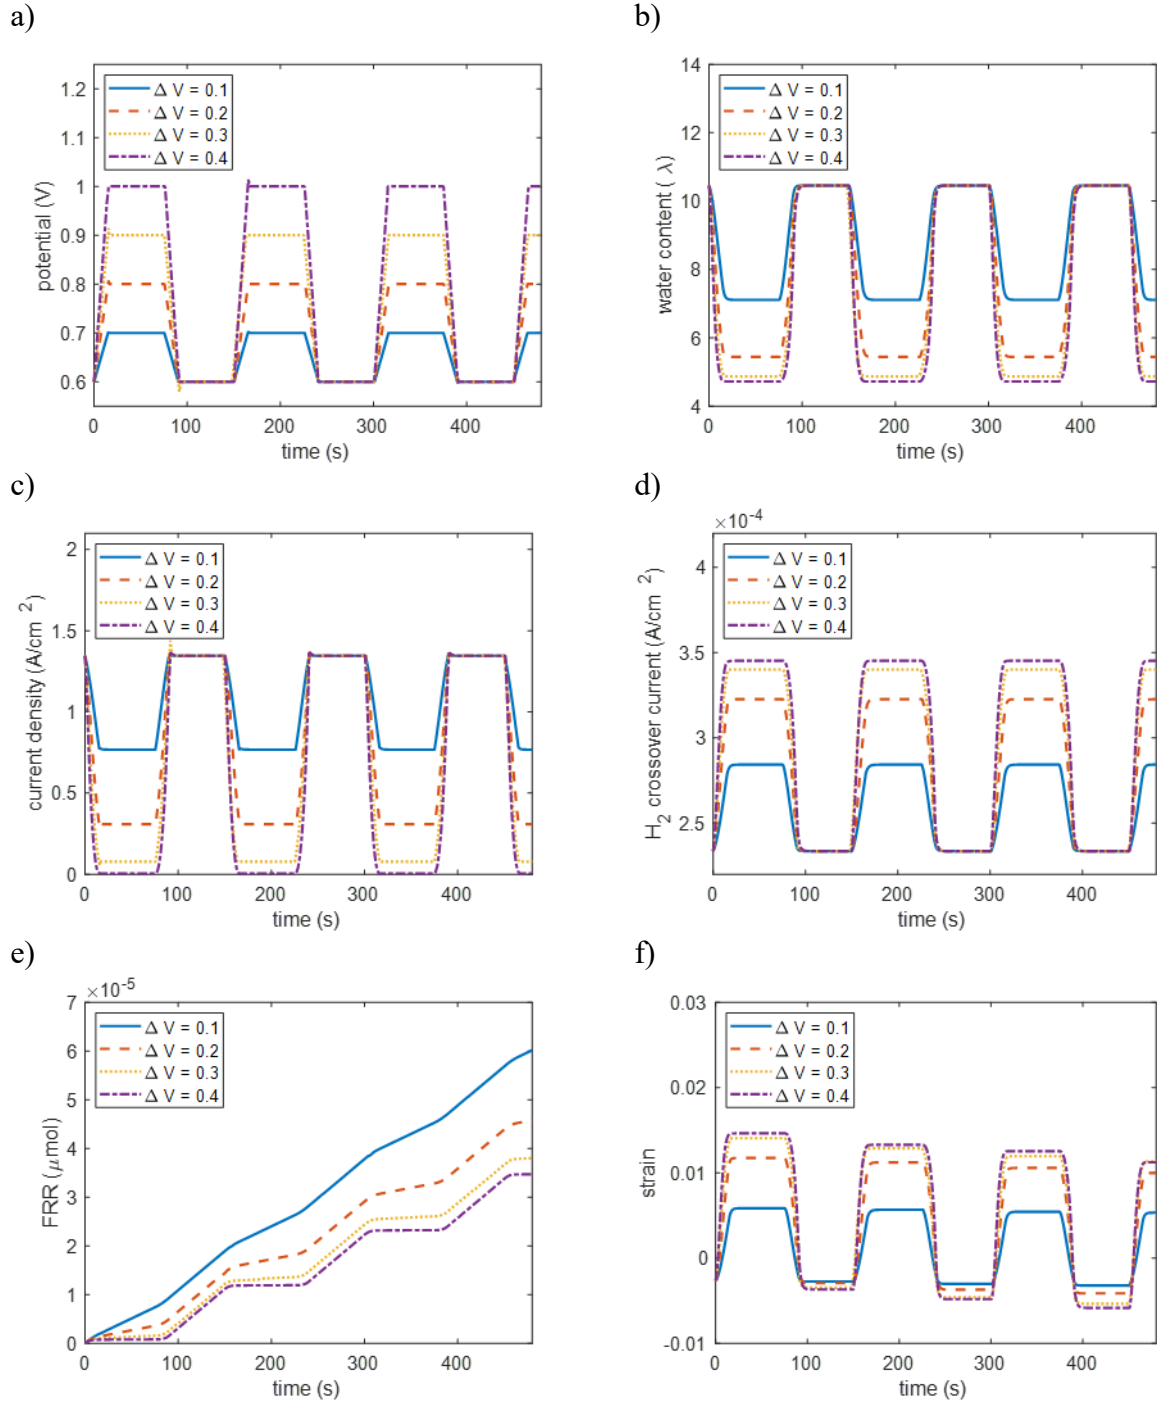 a)
1.2
1.1
1
0.9
0.8
0.7
0.6
potential (V)
Δ V = 0.1
Δ V = 0.2
Δ V = 0.3
Δ V = 0.4
0 100 200 300 400
time (s)
b)
14
12
10
8
6
4
water content ( λ)
Δ V = 0.1
Δ V = 0.2
Δ V = 0.3
Δ V = 0.4
0 100 200 300 400
time (s)
c)
2
1.5
1
0.5
0
current density (A/cm ²)
Δ V = 0.1
Δ V = 0.2
Δ V = 0.3
Δ V = 0.4
0 100 200 300 400
time (s)
d)
×10⁻⁴
4
3.5
3
2.5
H₂ crossover current (A/cm ²)
Δ V = 0.1
Δ V = 0.2
Δ V = 0.3
Δ V = 0.4
0 100 200 300 400
time (s)
e)
×10⁻⁵
7
6
5
4
3
2
1
0
FRR (μmol)
Δ V = 0.1
Δ V = 0.2
Δ V = 0.3
Δ V = 0.4
0 100 200 300 400
time (s)
f)
0.03
0.02
0.01
0
-0.01
strain
Δ V = 0.1
Δ V = 0.2
Δ V = 0.3
Δ V = 0.4
0 100 200 300 400
time (s)